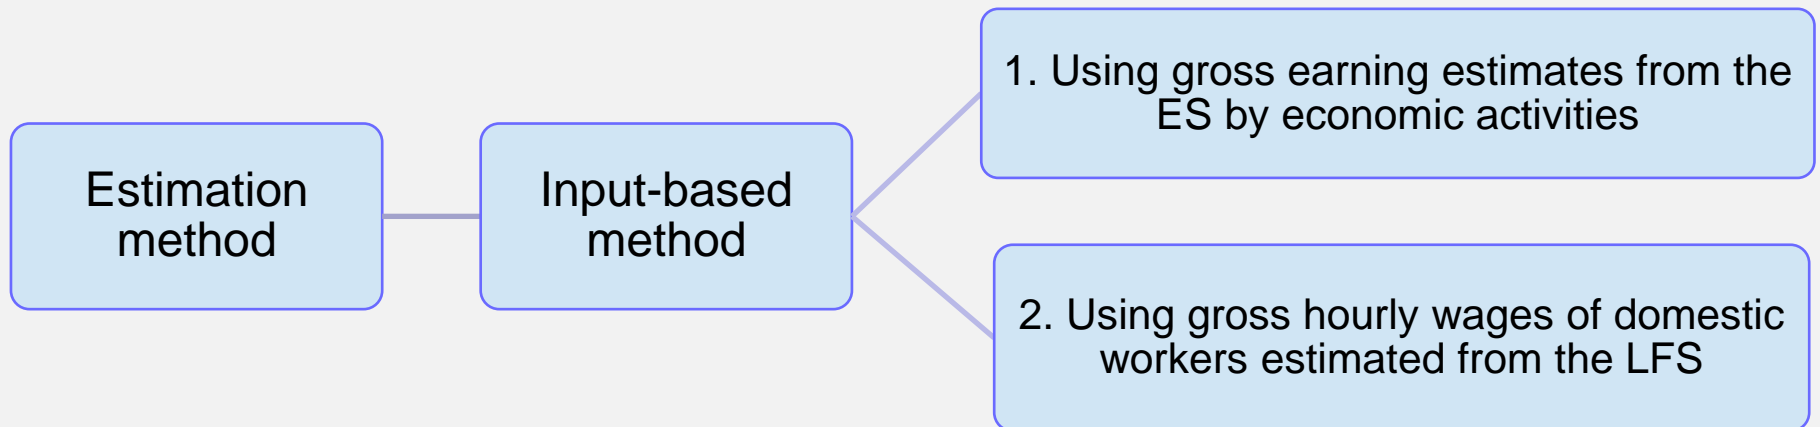 Estimation
method
Input-based
method
1. Using gross earning estimates from the
ES by economic activities
2. Using gross hourly wages of domestic
workers estimated from the LFS